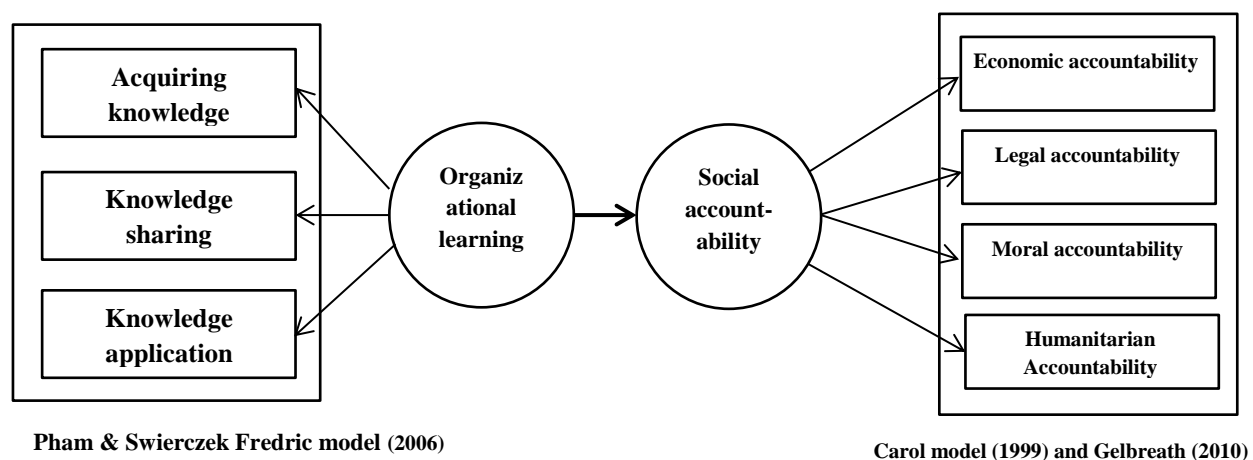 Acquiring
knowledge
Knowledge
sharing
Knowledge
application
Organiz
ational
learning
Social
account-
ability
Economic accountability
Legal accountability
Moral accountability
Humanitarian
Accountability
Pham & Swierczek Fredric model (2006)
Carol model (1999) and Gelbreath (2010)